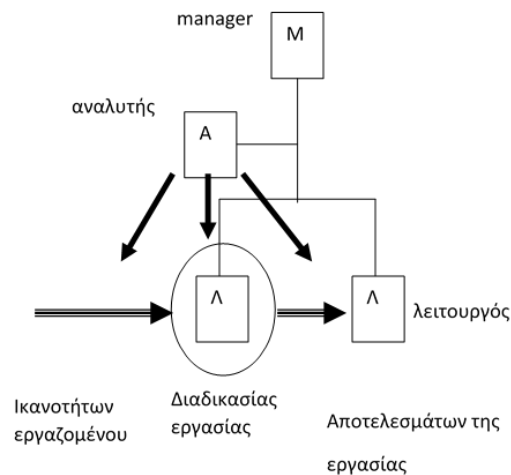 manager
M
αναλυτής
A
Λ
Λ
λειτουργός
Ικανοτήτων
εργαζομένου
Διαδικασίας
εργασίας
Αποτελεσμάτων της
εργασίας